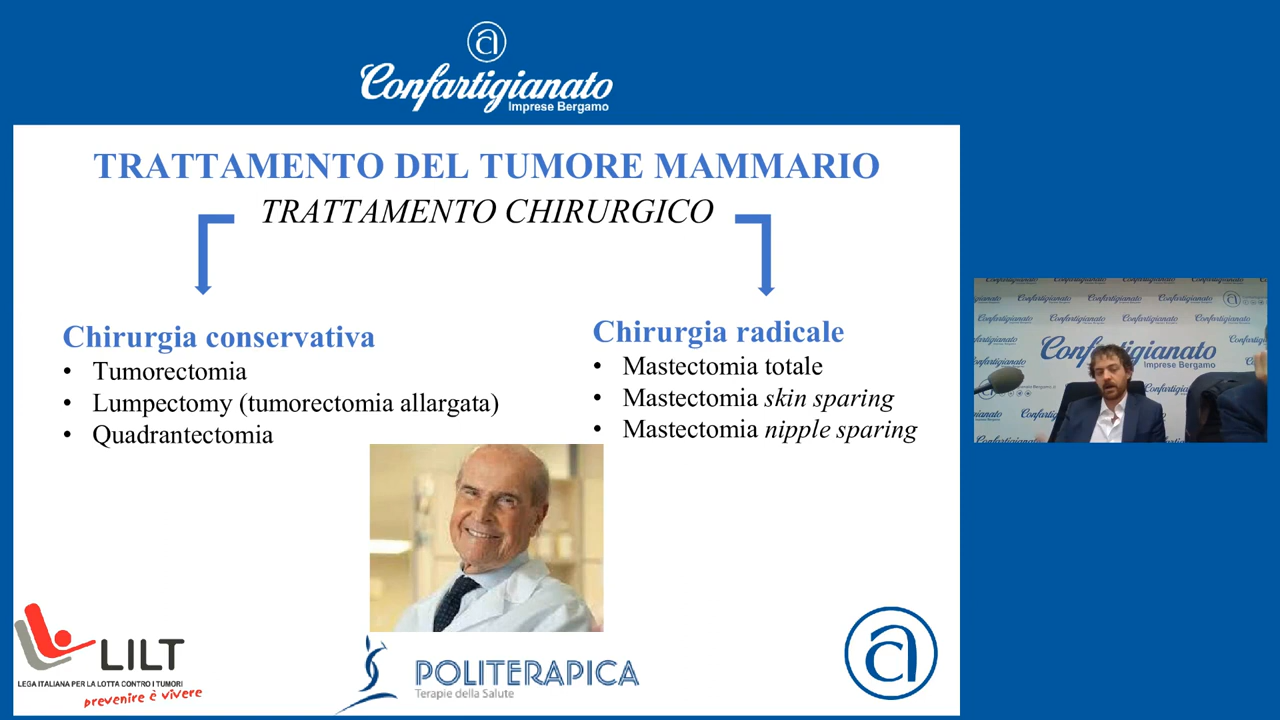 Confartigianato
Imprese Bergamo
TRATTAMENTO DEL TUMORE MAMMARIO
TRATTAMENTO CHIRURGICO
Chirurgia conservativa
• Tumorectomia
• Lumpectomy (tumorectomia allargata)
• Quadrantectomia
Chirurgia radicale
• Mastectomia totale
• Mastectomia skin sparing
• Mastectomia nipple sparing
LILT
LEGA ITALIANA PER LA LOTTA CONTRO I TUMORI
prevenire è vivere
POLITERAPICA
Terapie della Salute
Confartigianato
Imprese Bergamo